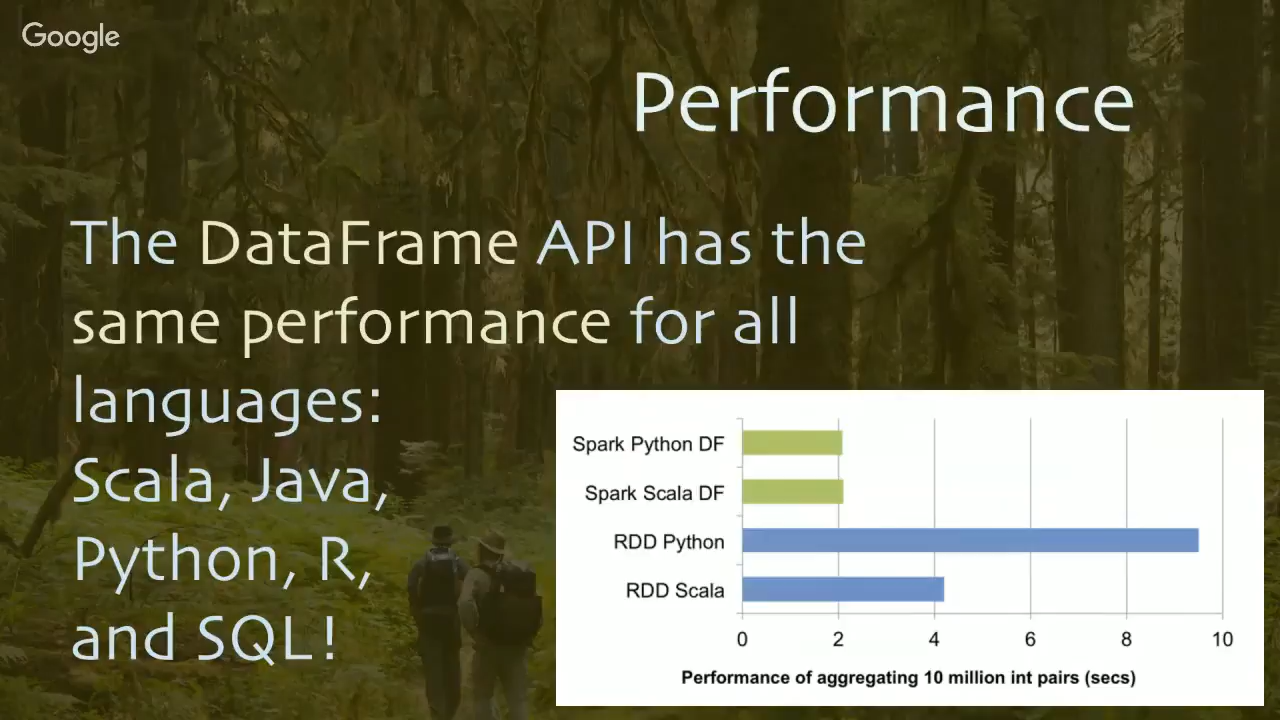 Google
Performance
The DataFrame API has the
same performance for all
languages:
Scala, Java,
Python, R,
and SQL!
Spark Python DF
Spark Scala DF
RDD Python
RDD Scala
0 2 4 6 8 10
Performance of aggregating 10 million int pairs (secs)